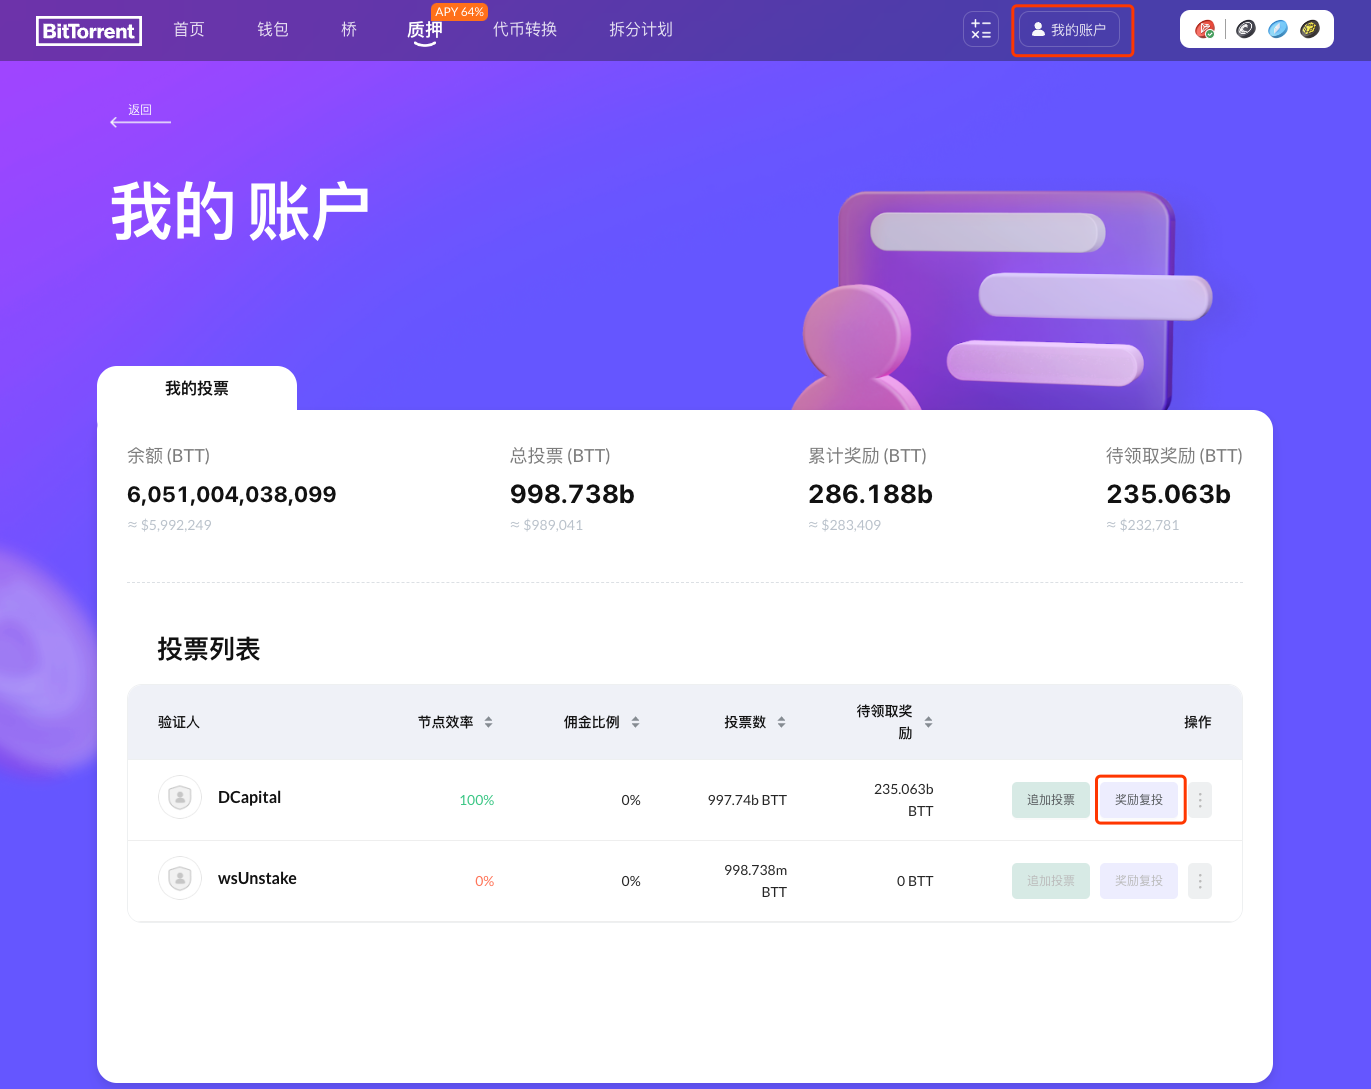 BitTorrent
首页
钱包
桥
质押
APY 64%
代币转换
拆分计划
我的账户
返回
我的 账户
我的投票
余额 (BTT)
总投票 (BTT)
累计奖励 (BTT)
待领取奖励 (BTT)
6,051,004,038,099
998.738b
286.188b
235.063b
≈ $5,992,249
≈ $989,041
≈ $283,409
≈ $232,781
投票列表
验证人
节点效率
佣金比例
投票数
待领取奖
励
操作
DCapital
100%
0%
997.74b BTT
235.063b
BTT
追加投票
奖励复投
wsUnstake
0%
0%
998.738m
BTT
0 BTT
追加投票
奖励复投